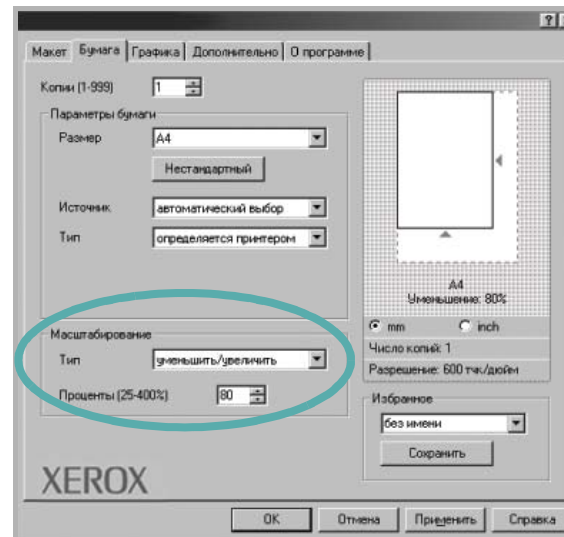 Макет Бумага Графика Дополнительно О программе
Копии (1-999) 1
Параметры бумаги
Размер A4
Нестандартный
Источник автоматический выбор
Тип определяется принтером
A4
Уменьшение: 80%
mm inch
Число копий: 1
Разрешение: 600 тчк./дюйм
Масштабирование
Тип уменьшить/увеличить
Проценты (25-400%) 80
Избранное
без имени
Сохранить
XEROX
OK Отмена Применить Справка